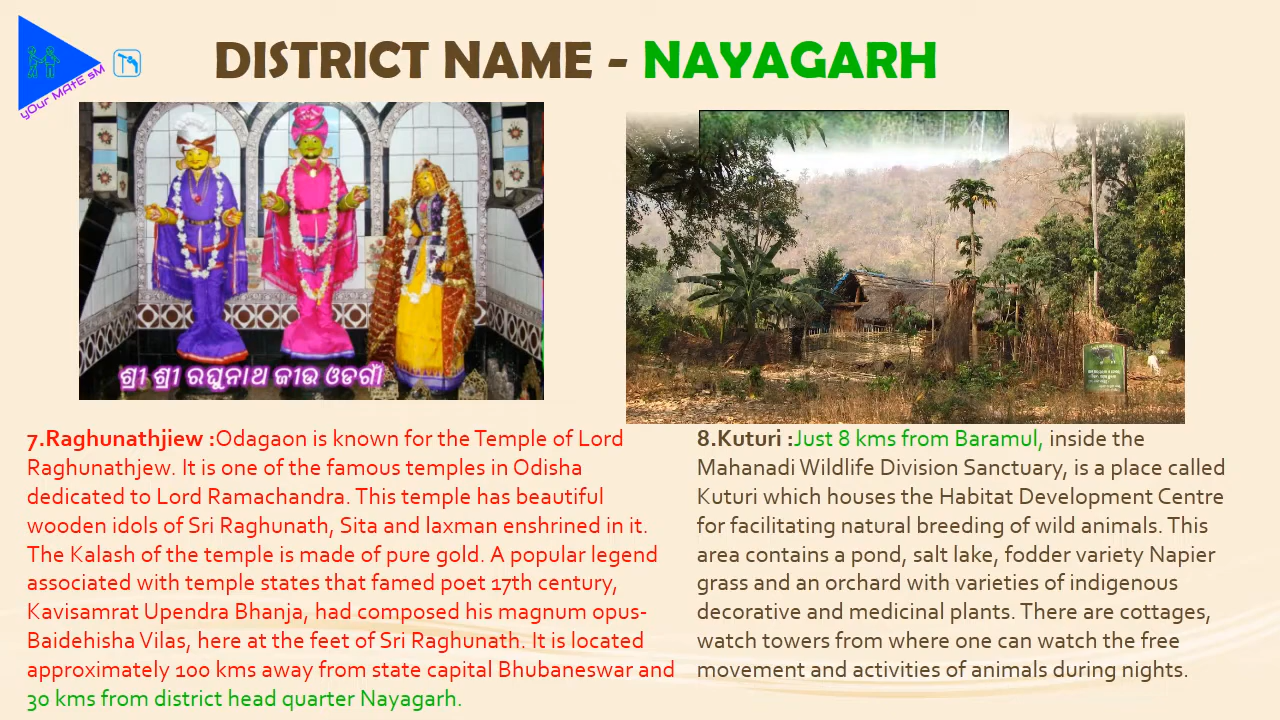 yOur MAtE sM
DISTRICT NAME - NAYAGARH
ଶ୍ରୀ ଶ୍ରୀ ରଘୁନାଥ ଜୀଉ ଓଡଗାଁ
7.Raghunathjiew :Odagaon is known for the Temple of Lord
Raghunathjew. It is one of the famous temples in Odisha
dedicated to Lord Ramachandra. This temple has beautiful
wooden idols of Sri Raghunath, Sita and laxman enshrined in it.
The Kalash of the temple is made of pure gold. A popular legend
associated with temple states that famed poet 17th century,
Kavisamrat Upendra Bhanja, had composed his magnum opus-
Baidehisha Vilas, here at the feet of Sri Raghunath. It is located
approximately 100 kms away from state capital Bhubaneswar and
30 kms from district head quarter Nayagarh.
8.Kuturi :Just 8 kms from Baramul, inside the
Mahanadi Wildlife Division Sanctuary, is a place called
Kuturi which houses the Habitat Development Centre
for facilitating natural breeding of wild animals. This
area contains a pond, salt lake, fodder variety Napier
grass and an orchard with varieties of indigenous
decorative and medicinal plants. There are cottages,
watch towers from where one can watch the free
movement and activities of animals during nights.